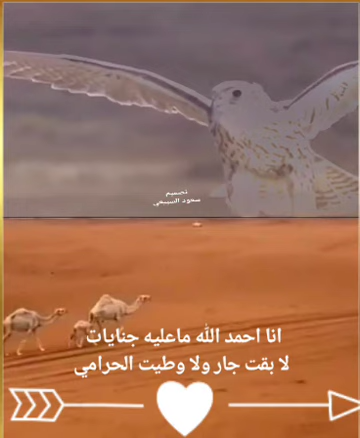 تصميم
سعود السبيعي
انا احمد الله ماعليه جنايات
لا بقت جار ولا وطيت الحرامي